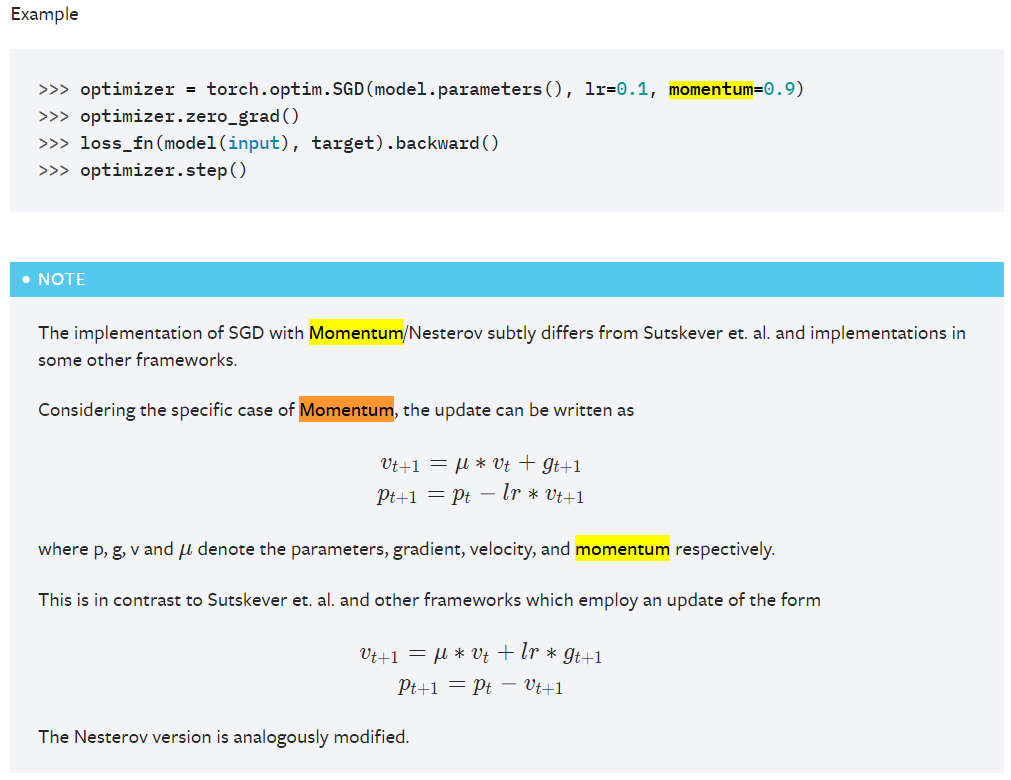 Example
>>> optimizer = torch.optim.SGD(model.parameters(), lr=0.1, momentum=0.9)
>>> optimizer.zero_grad()
>>> loss_fn(model(input), target).backward()
>>> optimizer.step()
• NOTE
The implementation of SGD with Momentum/Nesterov subtly differs from Sutskever et. al. and implementations in
some other frameworks.
Considering the specific case of Momentum, the update can be written as
v_{t+1} = μ * v_t + g_{t+1}
p_{t+1} = p_t − lr * v_{t+1}
where p, g, v and μ denote the parameters, gradient, velocity, and momentum respectively.
This is in contrast to Sutskever et. al. and other frameworks which employ an update of the form
v_{t+1} = μ * v_t + lr * g_{t+1}
p_{t+1} = p_t − v_{t+1}
The Nesterov version is analogously modified.